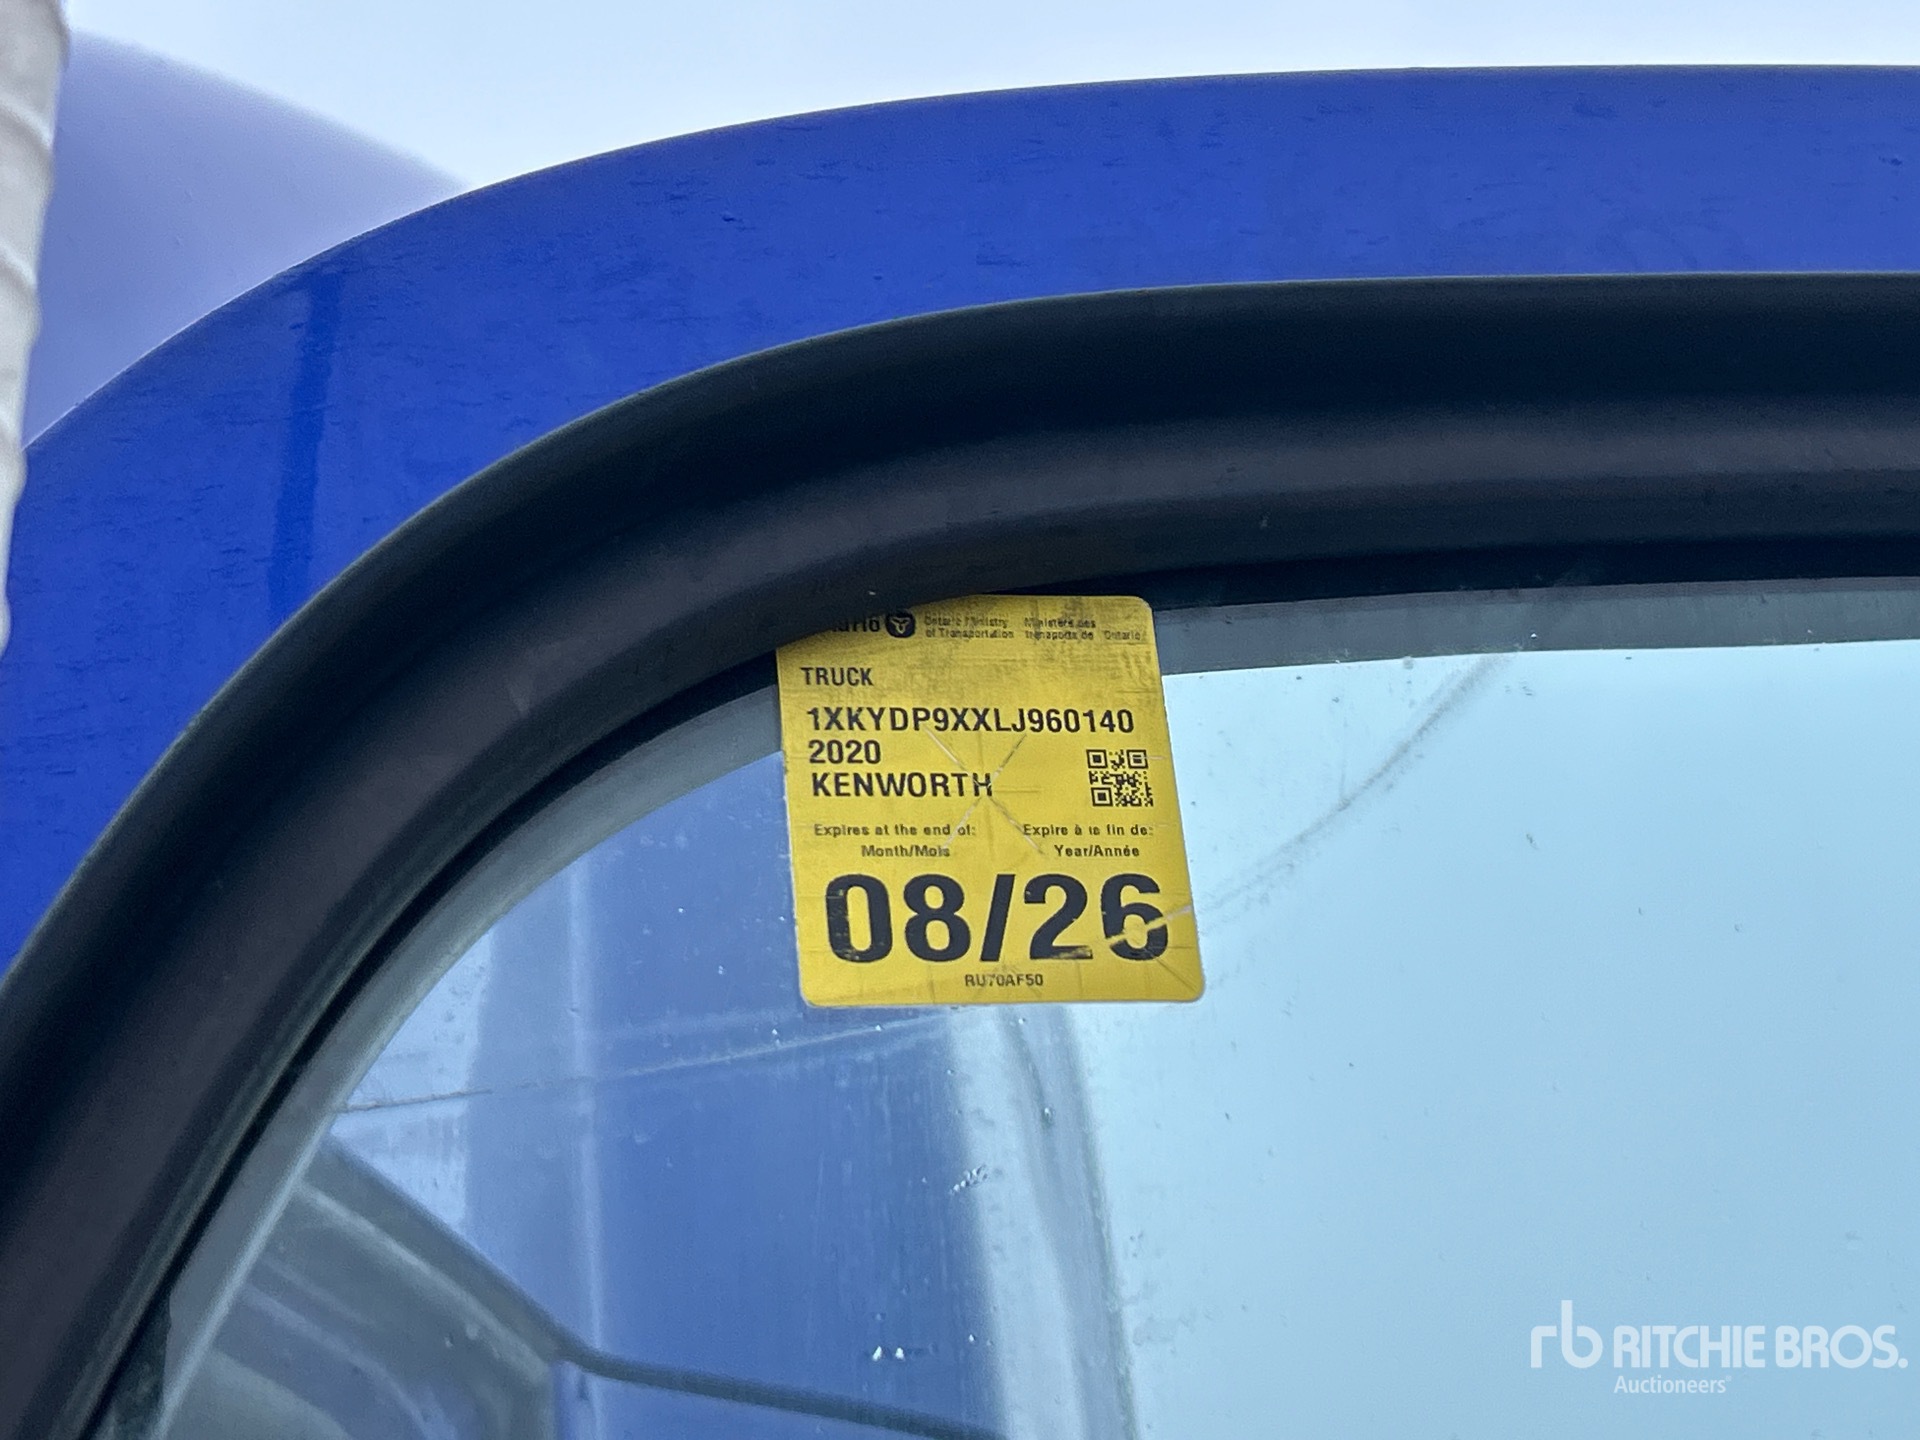 Ontario Ministry Ministère des
of Transportation transports de Ontario
TRUCK
1XKYDP9XXLJ960140
2020
KENWORTH
Expires at the end of: Expire à la fin de:
Month/Mois Year/Année
08/26
RU70AF50
rb RITCHIE BROS.
Auctioneers